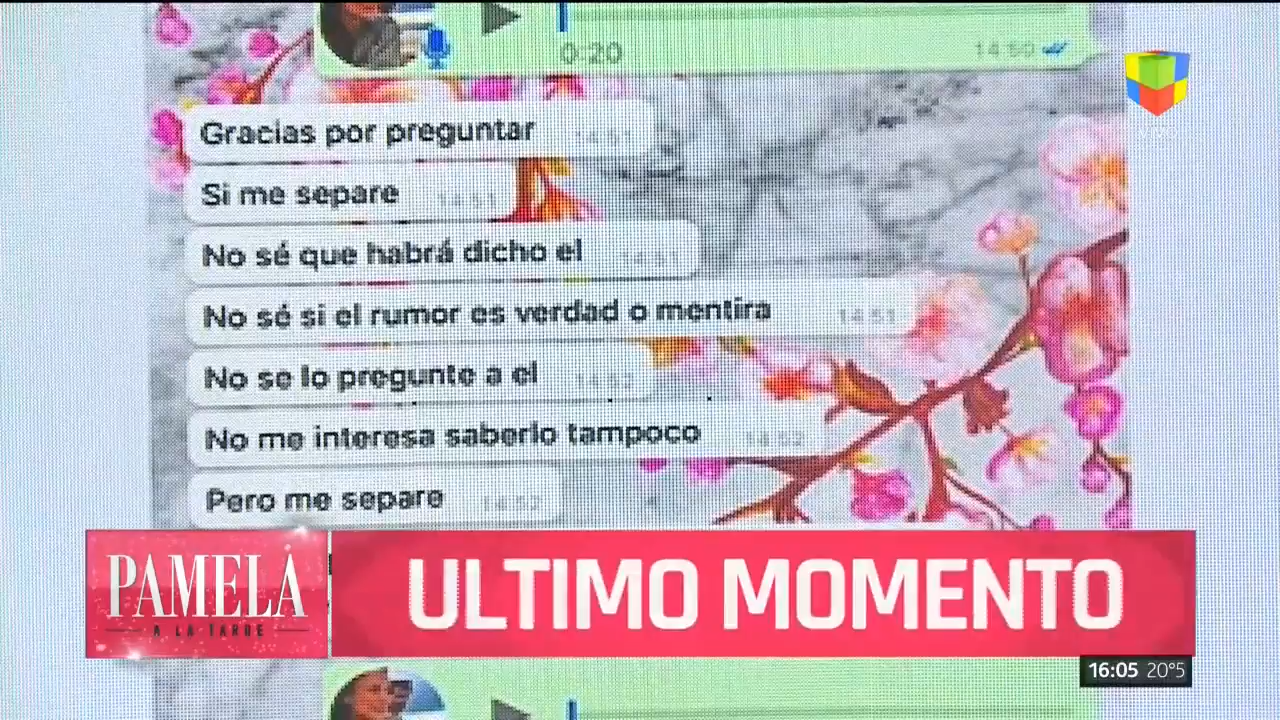 0:20
14:50
Gracias por preguntar 14:51
Si me separe 14:51
No sé que habrá dicho el 14:51
No sé si el rumor es verdad o mentira 14:51
No se lo pregunte a el 14:52
No me interesa saberlo tampoco 14:52
Pero me separe 14:52
PAMELA
A LA TARDE
ULTIMO MOMENTO
16:05 20°5